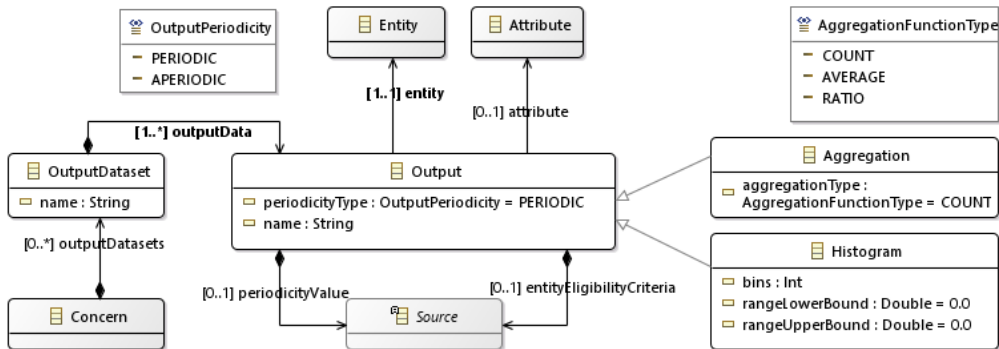 OutputPeriodicity
PERIODIC
APERIODIC
Entity
Attribute
AggregationFunctionType
COUNT
AVERAGE
RATIO
[1..1] entity
[0..1] attribute
[1..*] outputData
OutputDataset
name : String
Output
periodicityType : OutputPeriodicity = PERIODIC
name : String
Aggregation
aggregationType :
AggregationFunctionType = COUNT
[0..*] outputDatasets
Histogram
bins : Int
rangeLowerBound : Double = 0.0
rangeUpperBound : Double = 0.0
[0..1] periodicityValue
[0..1] entityEligibilityCriteria
Concern
Source